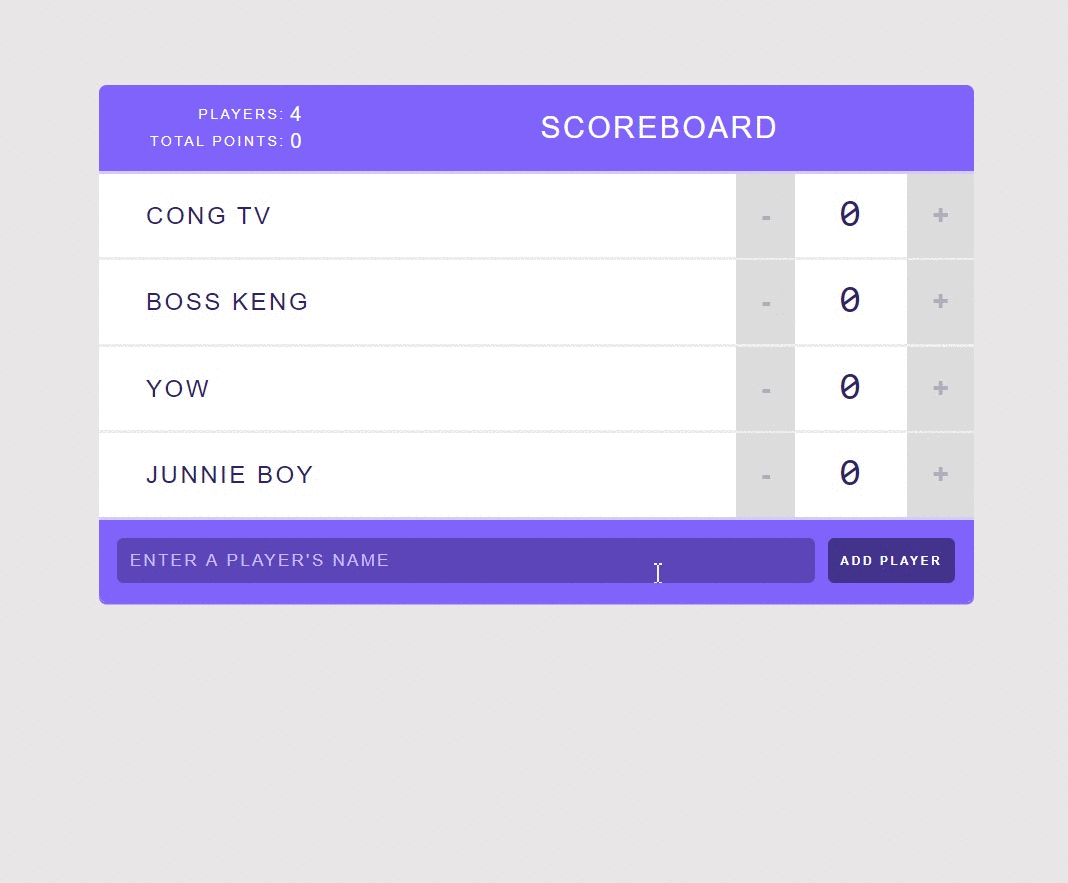 PLAYERS: 4
TOTAL POINTS: 0
SCOREBOARD
CONG TV - 0 +
BOSS KENG - 0 +
YOW - 0 +
JUNNIE BOY - 0 +
ENTER A PLAYER'S NAME
ADD PLAYER